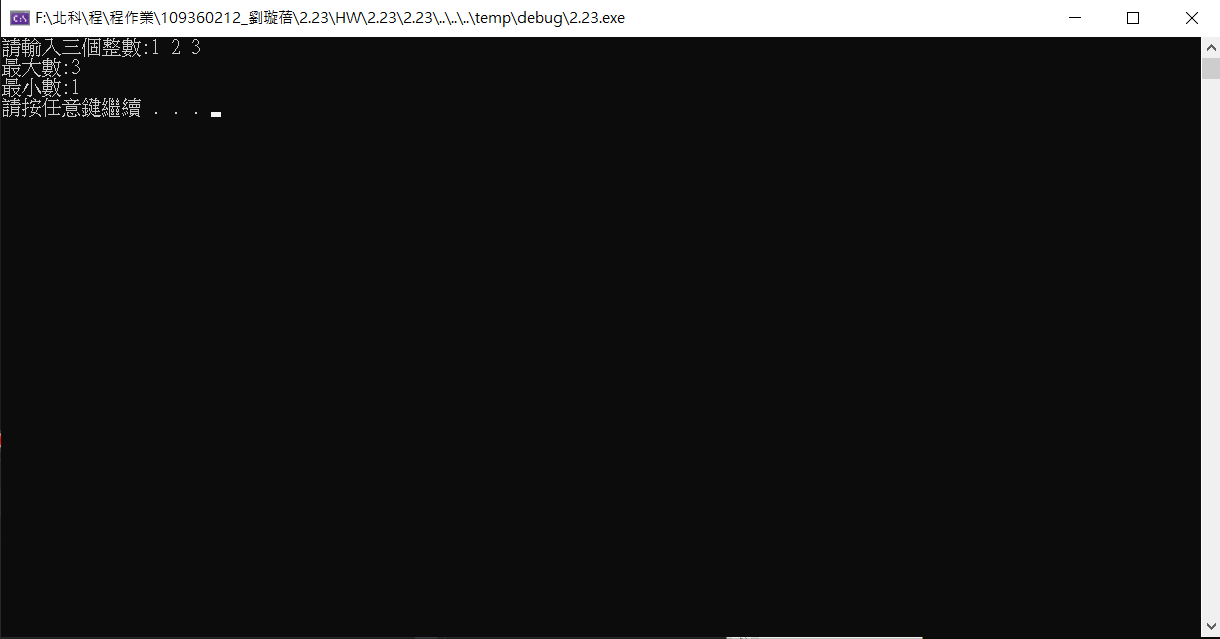 F:\北科\程\程作業\109360212_劉璇蓓\2.23\HW\2.23\2.23\..\..\..\temp\debug\2.23.exe
請輸入三個整數:1 2 3
最大數:3
最小數:1
請按任意鍵繼續 . . .